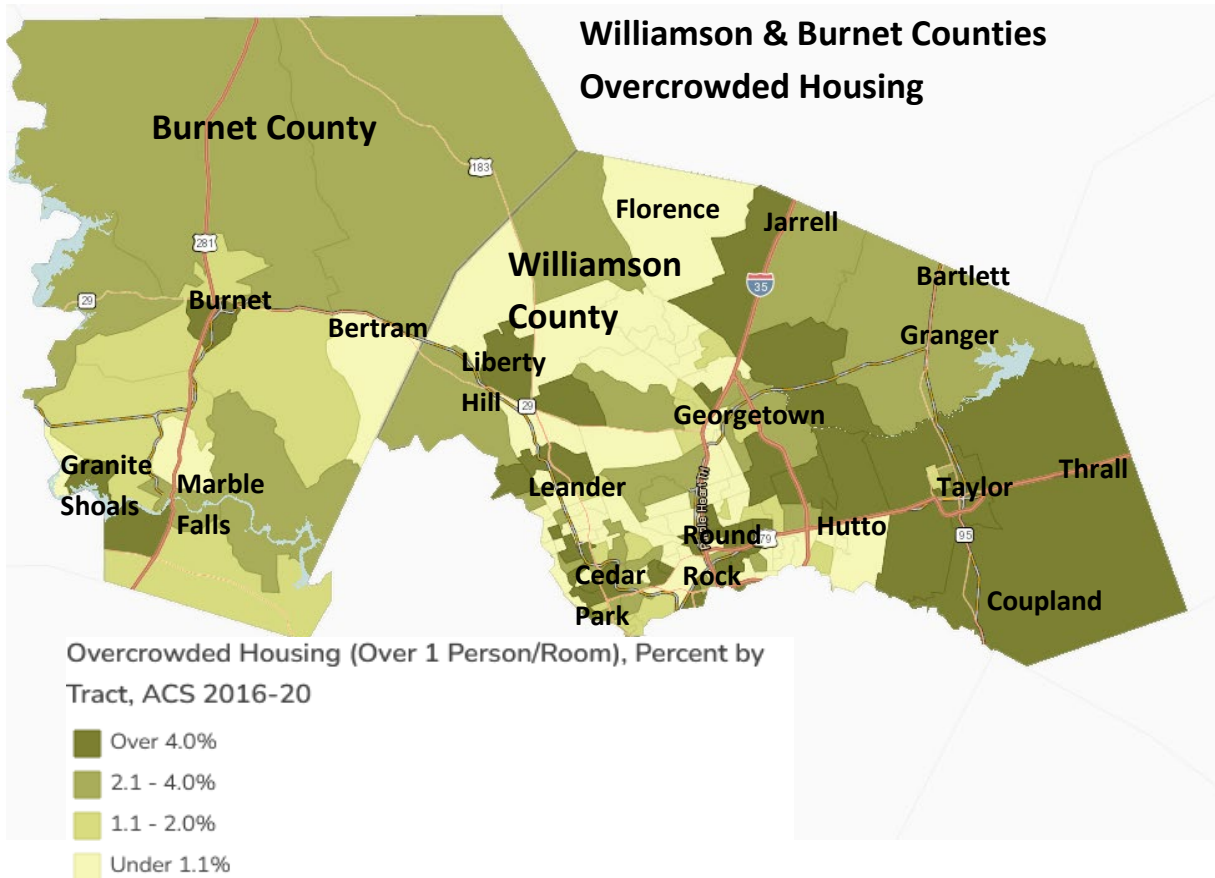 Williamson & Burnet Counties
Overcrowded Housing
Burnet County
183
Florence
Jarrell
281
Williamson
County
35
Bartlett
29
Burnet
Bertram
Granger
Liberty
Hill
29
Georgetown
Granite
Shoals
Marble
Falls
Leander
Taylor
Thrall
Round
Rock
79
Hutto
95
Cedar
Park
Coupland
Overcrowded Housing (Over 1 Person/Room), Percent by
Tract, ACS 2016-20
Over 4.0%
2.1 - 4.0%
1.1 - 2.0%
Under 1.1%